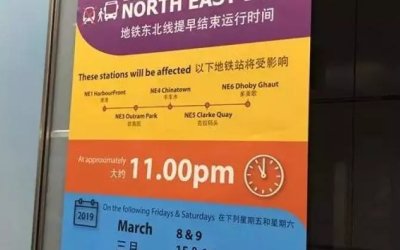 NORTH EAST
地铁东北线提早结束运行时间
These stations will be affected 以下地铁站将受影响
NE1 HarbourFront
NE4 Chinatown
牛车水
NE6 Dhoby Ghaut
NE3 Outram Park
欧南园
NE5 Clarke Quay
克拉码头
At approximately
大约
11.00pm
2019
On the following Fridays & Saturdays 在下列星期五和星期六
March 8 & 9
三月